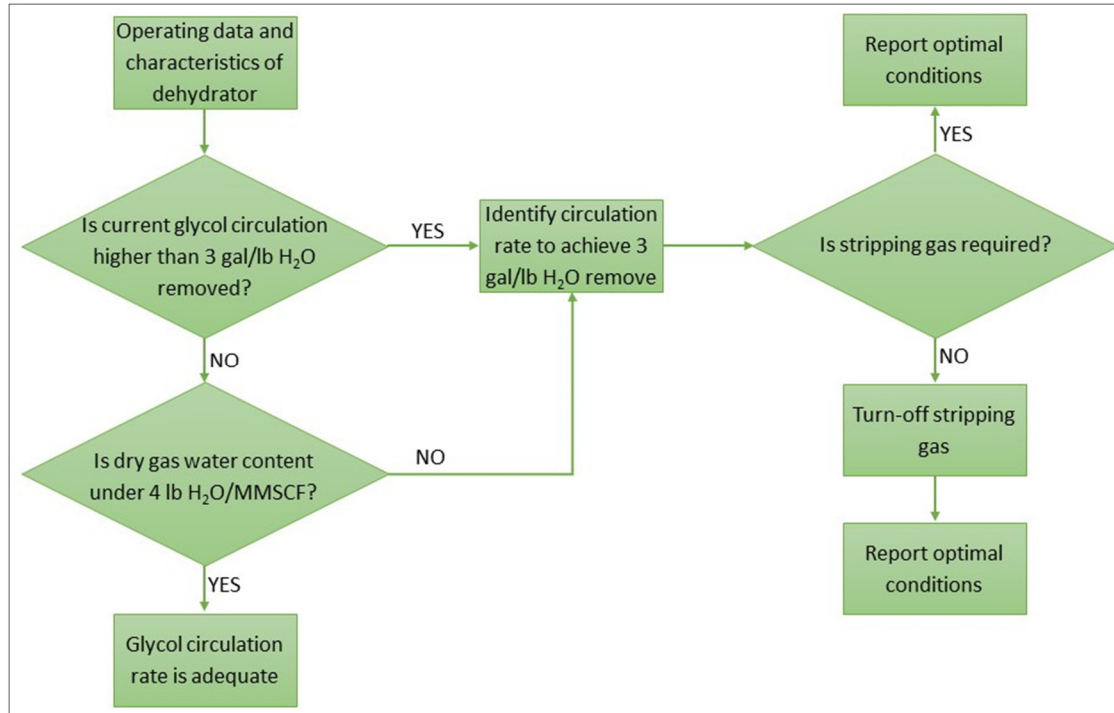 Operating data and
characteristics of
dehydrator
Is current glycol circulation
higher than 3 gal/lb H₂O
removed?
YES
NO
Is dry gas water content
under 4 lb H₂O/MMSCF?
NO
YES
Glycol circulation
rate is adequate
Identify circulation
rate to achieve 3
gal/lb H₂O remove
Is stripping gas required?
YES
Report optimal
conditions
NO
Turn-off stripping
gas
Report optimal
conditions